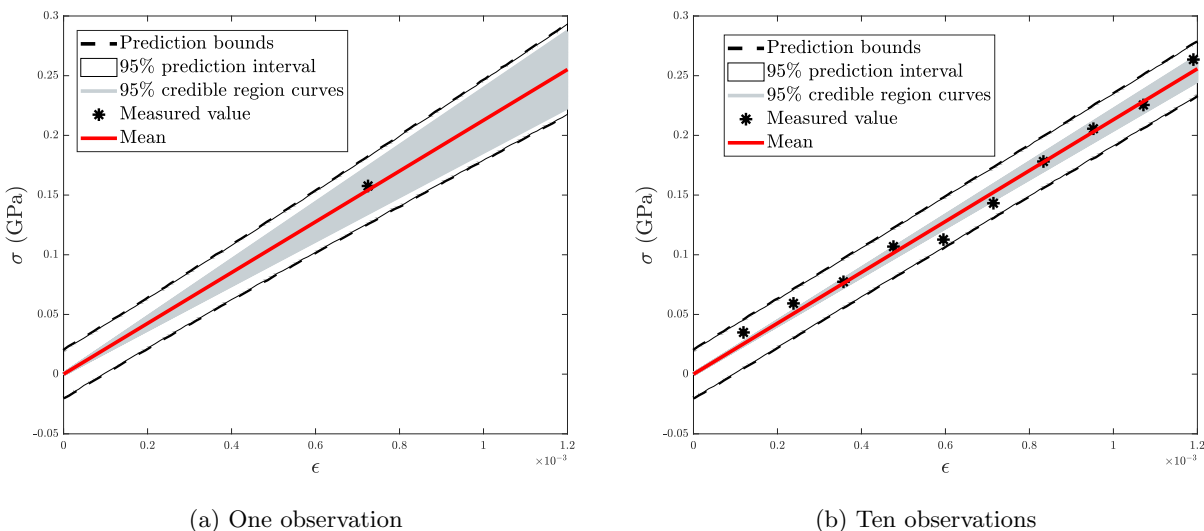 0.3
0.25
0.2
0.15
0.1
0.05
0
-0.05
σ (GPa)
Prediction bounds
95% prediction interval
95% credible region curves
Measured value
Mean
0 0.2 0.4 0.6 0.8 1 1.2
×10⁻³
ϵ
(a) One observation
0.3
0.25
0.2
0.15
0.1
0.05
0
-0.05
σ (GPa)
Prediction bounds
95% prediction interval
95% credible region curves
Measured value
Mean
0 0.2 0.4 0.6 0.8 1 1.2
×10⁻³
ϵ
(b) Ten observations